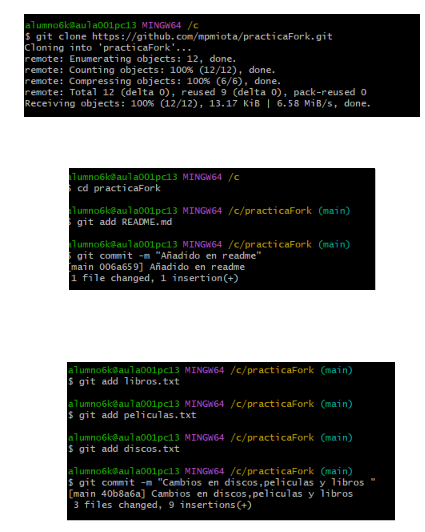 alumno6k@aula001pc13 MINGW64 /c
$ git clone https://github.com/mpmiota/practicaFork.git
Cloning into 'practicaFork'...
remote: Enumerating objects: 12, done.
remote: Counting objects: 100% (12/12), done.
remote: Compressing objects: 100% (6/6), done.
remote: Total 12 (delta 0), reused 9 (delta 0), pack-reused 0
Receiving objects: 100% (12/12), 13.17 KiB | 6.58 MiB/s, done.
alumno6k@aula001pc13 MINGW64 /c
$ cd practicaFork
alumno6k@aula001pc13 MINGW64 /c/practicaFork (main)
$ git add README.md
alumno6k@aula001pc13 MINGW64 /c/practicaFork (main)
$ git commit -m "Añadido en readme"
[main 006a659] Añadido en readme
1 file changed, 1 insertion(+)
alumno6k@aula001pc13 MINGW64 /c/practicaFork (main)
$ git add libros.txt
alumno6k@aula001pc13 MINGW64 /c/practicaFork (main)
$ git add peliculas.txt
alumno6k@aula001pc13 MINGW64 /c/practicaFork (main)
$ git add discos.txt
alumno6k@aula001pc13 MINGW64 /c/practicaFork (main)
$ git commit -m "Cambios en discos,peliculas y libros "
[main 40b8a6a] Cambios en discos,peliculas y libros
3 files changed, 9 insertions(+)